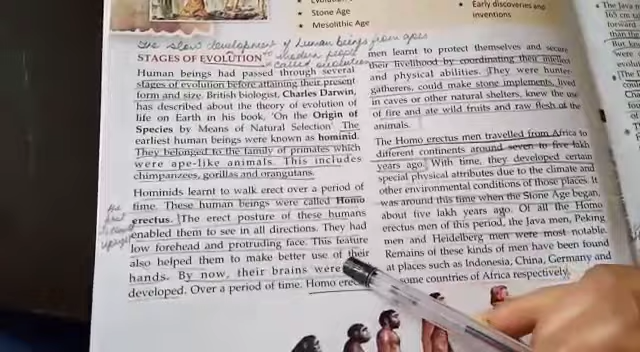 Stone Age
Mesolithic Age
Early discoveries and
inventions
The slow development of human beings from apes
to modern people
is called evolution
STAGES OF EVOLUTION
Human beings had passed through several
stages of evolution before attaining their present
form and size. British biologist, Charles Darwin,
has described about the theory of evolution of
life on Earth in his book, 'On the Origin of
Species by Means of Natural Selection' The
earliest human beings were known as hominid.
They belonged to the family of primates which
were ape-like animals. This includes
chimpanzees, gorillas and orangutans.
Hominids learnt to walk erect over a period of
time. These human beings were called Homo
erectus. The erect posture of these humans
enabled them to see in all directions. They had
low forehead and protruding face. This feature
also helped them to make better use of their
hands. By now, their brains were
developed. Over a period of time. Homo
men learnt to protect themselves and secure
their livelihood by coordinating their intellect
and physical abilities. They were hunter-
gatherers, could make stone implements, lived
in caves or other natural shelters, knew the use
of fire and ate wild fruits and raw flesh of the
animals.
The Homo erectus men travelled from Africa to
different continents around seven to five lakh
years ago. With time, they developed certain
special physical attributes due to the climate and
other environmental conditions of those places. It
was around this time when the Stone Age began,
about five lakh years ago. Of all the Homo
erectus men of this period, the Java men, Peking
men and Heidelberg men were most notable.
Remains of these kinds of men have been found
at places such as Indonesia, China, Germany and
some countries of Africa respectively.